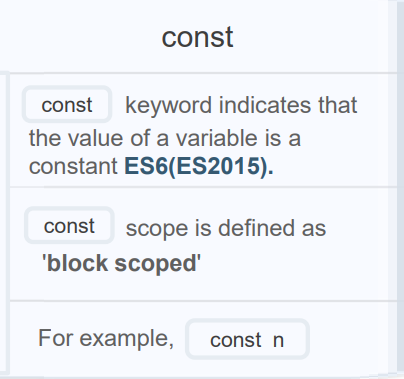 const
const keyword indicates that
the value of a variable is a
constant ES6(ES2015).
const scope is defined as
'block scoped'
For example, const n